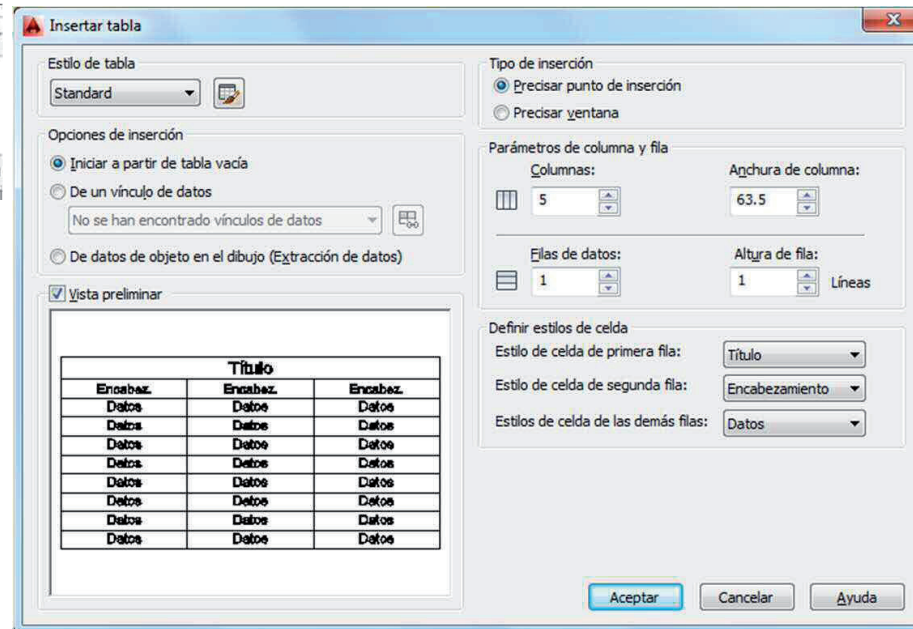 Insertar tabla
Estilo de tabla
Standard
Opciones de inserción
Iniciar a partir de tabla vacía
De un vínculo de datos
No se han encontrado vínculos de datos
De datos de objeto en el dibujo (Extracción de datos)
Vista preliminar
Título
Encabez. Encabez. Encabez.
Datos Datos Datos
Datos Datos Datos
Datos Datos Datos
Datos Datos Datos
Datos Datos Datos
Datos Datos Datos
Datos Datos Datos
Datos Datos Datos
Tipo de inserción
Precisar punto de inserción
Precisar ventana
Parámetros de columna y fila
Columnas: Anchura de columna:
5 63.5
Filas de datos: Altura de fila:
1 1 Líneas
Definir estilos de celda
Estilo de celda de primera fila: Título
Estilo de celda de segunda fila: Encabezamiento
Estilos de celda de las demás filas: Datos
Aceptar Cancelar Ayuda